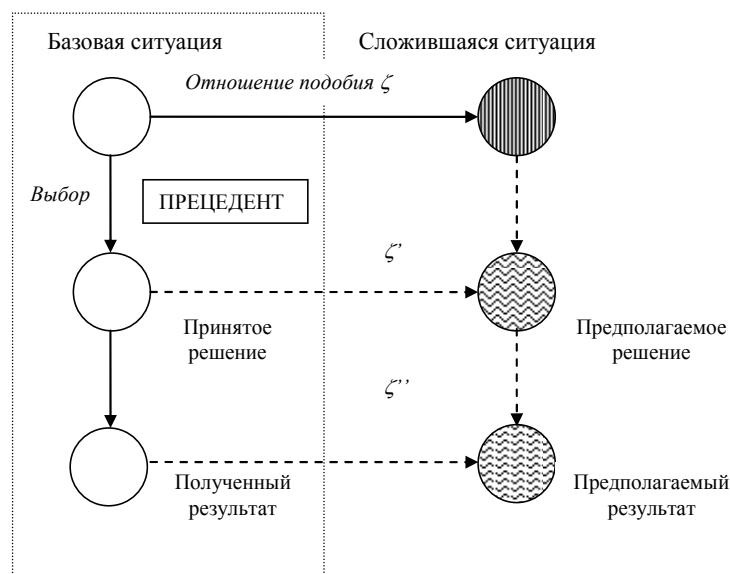 Базовая ситуация
Сложившаяся ситуация
Отношение подобия ζ
Выбор
ПРЕЦЕДЕНТ
ζ’
Принятое
решение
Предполагаемое
решение
ζ’’
Полученный
результат
Предполагаемый
результат